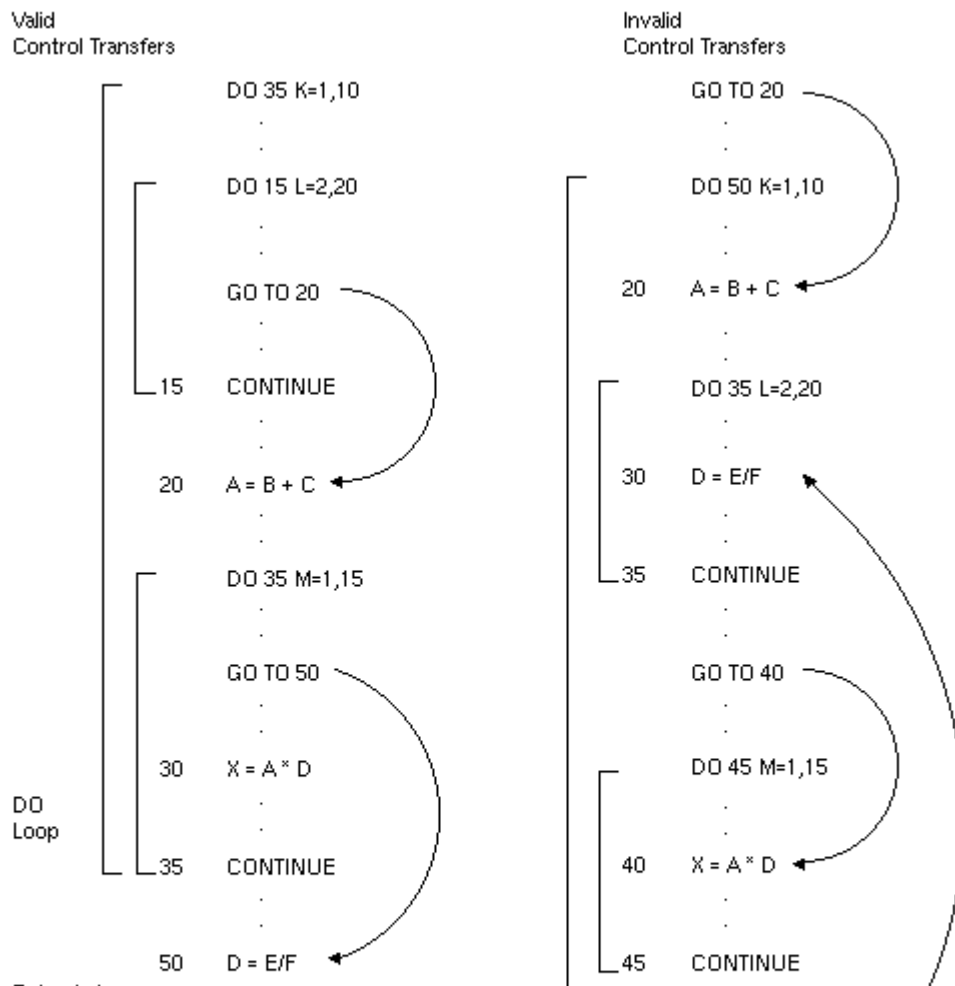 Valid
Control Transfers
DO 35 K=1,10
DO 15 L=2,20
GO TO 20
15 CONTINUE
20 A = B + C
DO 35 M=1,15
GO TO 50
30 X = A * D
DO
Loop
35 CONTINUE
50 D = E/F
Invalid
Control Transfers
GO TO 20
DO 50 K=1,10
20 A = B + C
DO 35 L=2,20
30 D = E/F
35 CONTINUE
GO TO 40
DO 45 M=1,15
40 X = A * D
45 CONTINUE